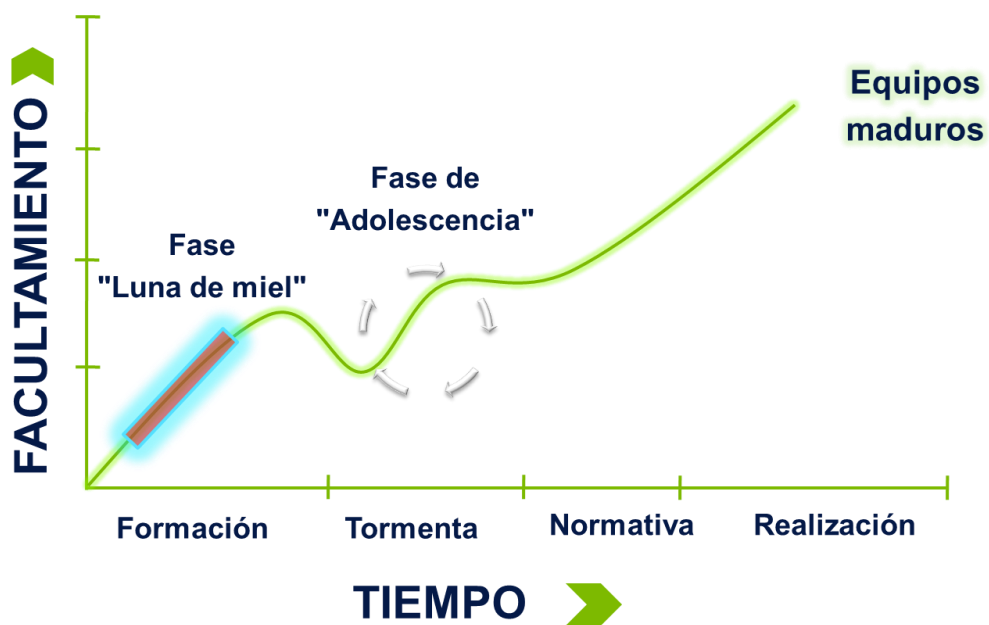 FACULTAMIENTO
Equipos
maduros
Fase de
"Adolescencia"
Fase
"Luna de miel"
Formación
Tormenta
Normativa
Realización
TIEMPO